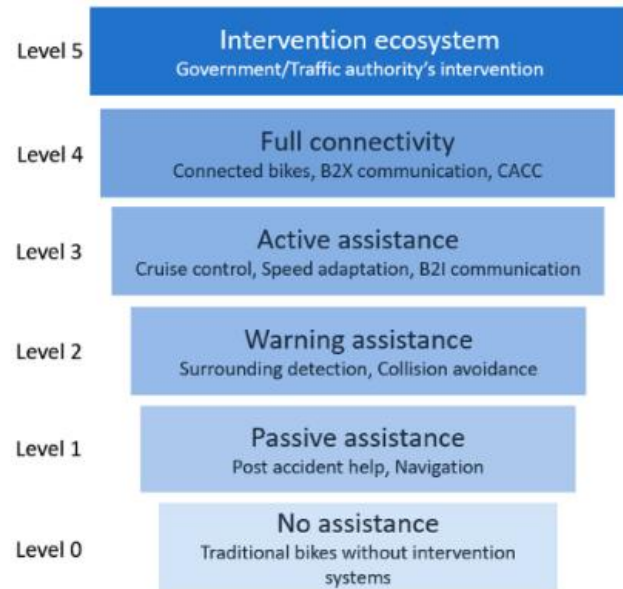 Level 5
Intervention ecosystem
Government/Traffic authority's intervention
Level 4
Full connectivity
Connected bikes, B2X communication, CACC
Level 3
Active assistance
Cruise control, Speed adaptation, B2I communication
Level 2
Warning assistance
Surrounding detection, Collision avoidance
Level 1
Passive assistance
Post accident help, Navigation
Level 0
No assistance
Traditional bikes without intervention
systems